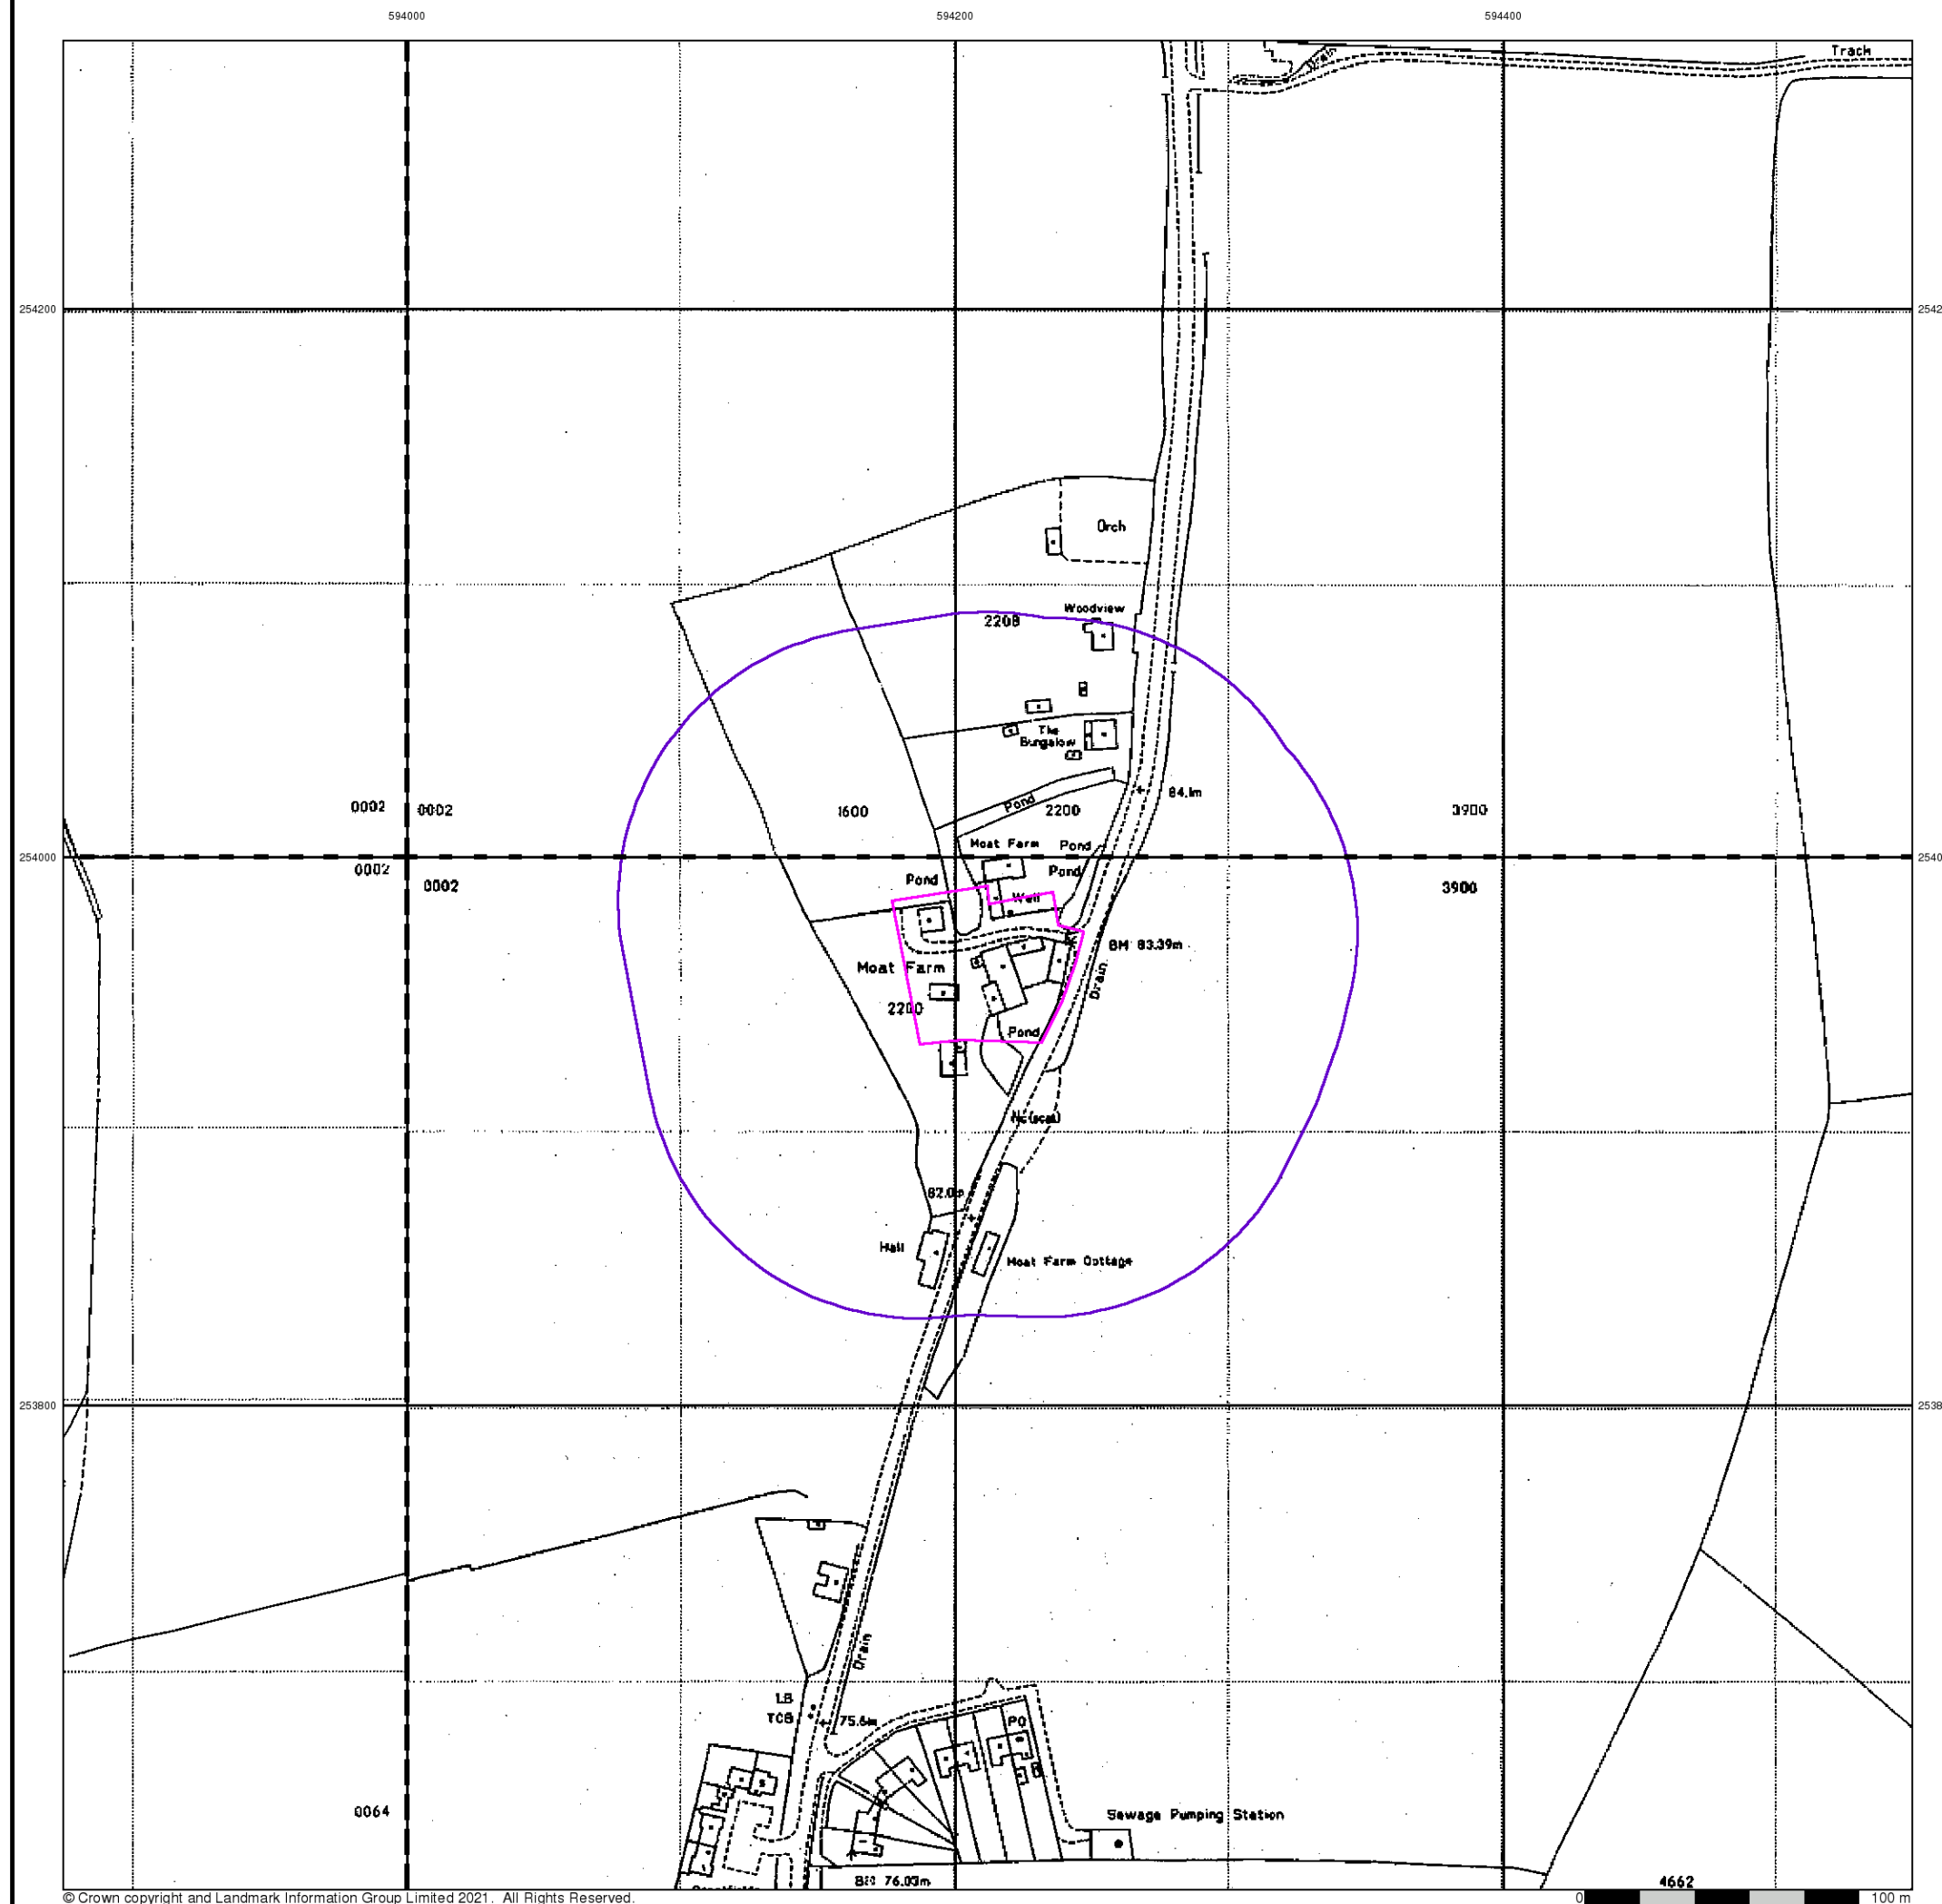 594000 594200 594400
Track
254200 2542
Orch
Woodview
2208
The
Bungalow
84.1m
Pond
0002 0002 1600 2200 3900
Moat Farm Pond
254000 2540
0002 0002 Pond Pond 3900
Well
BM 83.39m
Moat Farm
Drain
2200
Pond
82.0m
Hall
Moat Farm Cottage
253800 2538
Drain
LB
TCB
75.6m
PO
0064
Sewage Pumping Station
BM 76.03m
4662
© Crown copyright and Landmark Information Group Limited 2021. All Rights Reserved.
0 100 m